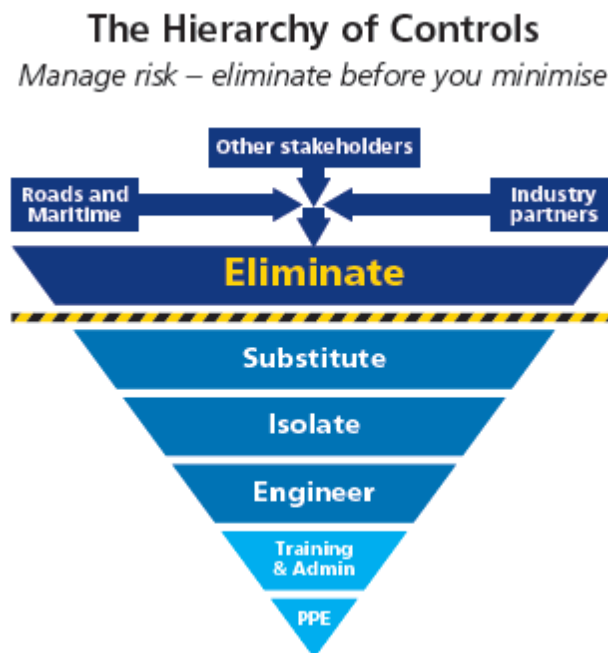 The Hierarchy of Controls
Manage risk – eliminate before you minimise
Other stakeholders
Roads and
Maritime
Industry
partners
Eliminate
Substitute
Isolate
Engineer
Training
& Admin
PPE